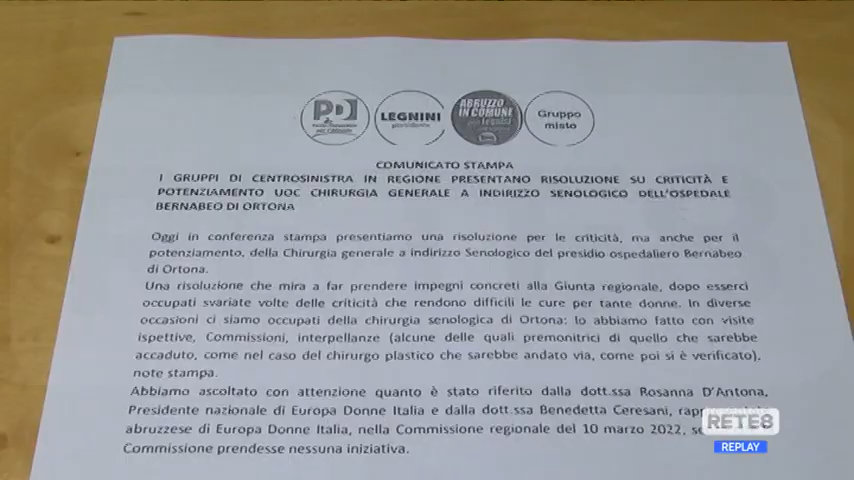 PD
LEGNINI
presidente
ABRUZZO
IN COMUNE
Gruppo
misto
COMUNICATO STAMPA
I GRUPPI DI CENTROSINISTRA IN REGIONE PRESENTANO RISOLUZIONE SU CRITICITÀ E
POTENZIAMENTO UOC CHIRURGIA GENERALE A INDIRIZZO SENOLOGICO DELL'OSPEDALE
BERNABEO DI ORTONA
Oggi in conferenza stampa presentiamo una risoluzione per le criticità, ma anche per il
potenziamento, della Chirurgia generale a indirizzo Senologico del presidio ospedaliero Bernabeo
di Ortona.
Una risoluzione che mira a far prendere impegni concreti alla Giunta regionale, dopo esserci
occupati svariate volte delle criticità che rendono difficili le cure per tante donne. In diverse
occasioni ci siamo occupati della chirurgia senologica di Ortona: lo abbiamo fatto con visite
ispettive, Commissioni, interpellanze (alcune delle quali premonitrici di quello che sarebbe
accaduto, come nel caso del chirurgo plastico che sarebbe andato via, come poi si è verificato),
note stampa.
Abbiamo ascoltato con attenzione quanto è stato riferito dalla dott.ssa Rosanna D'Antona,
Presidente nazionale di Europa Donne Italia e dalla dott.ssa Benedetta Ceresani,
abruzzese di Europa Donne Italia, nella Commissione regionale del 10 marzo 2022,
Commissione prendesse nessuna iniziativa.
RETE8
REPLAY